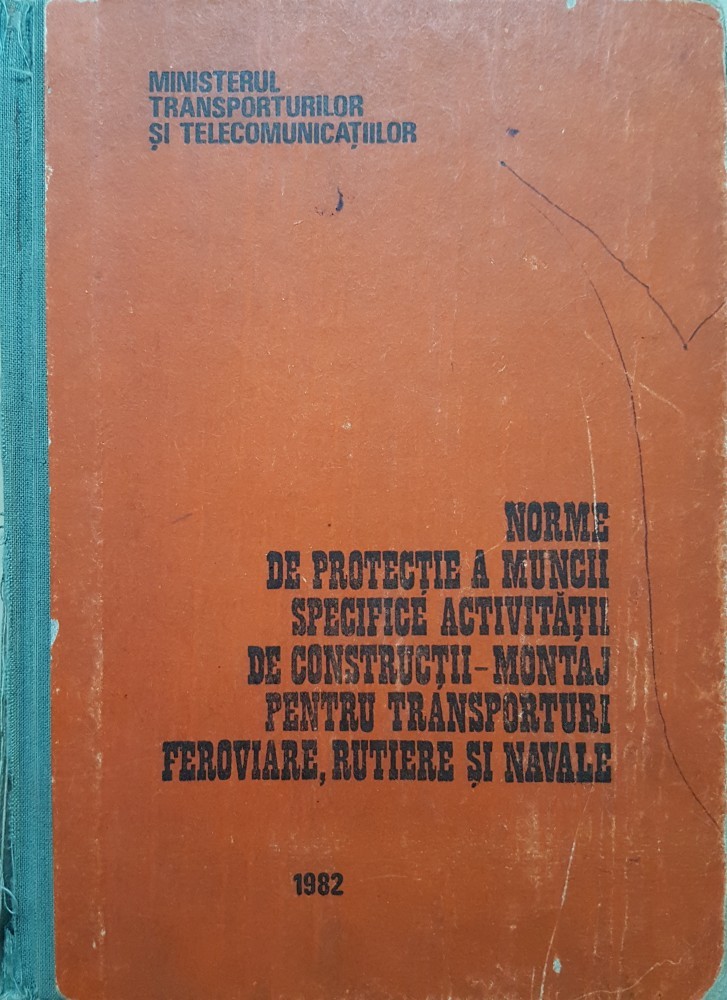 MINISTERUL
TRANSPORTURILOR
ȘI TELECOMUNICAȚIILOR
NORME
DE PROTECȚIE A MUNCII
SPECIFICE ACTIVITĂȚII
DE CONSTRUCȚII-MONTAJ
PENTRU TRANSPORTURI
FEROVIARE, RUTIERE ȘI NAVALE
1982